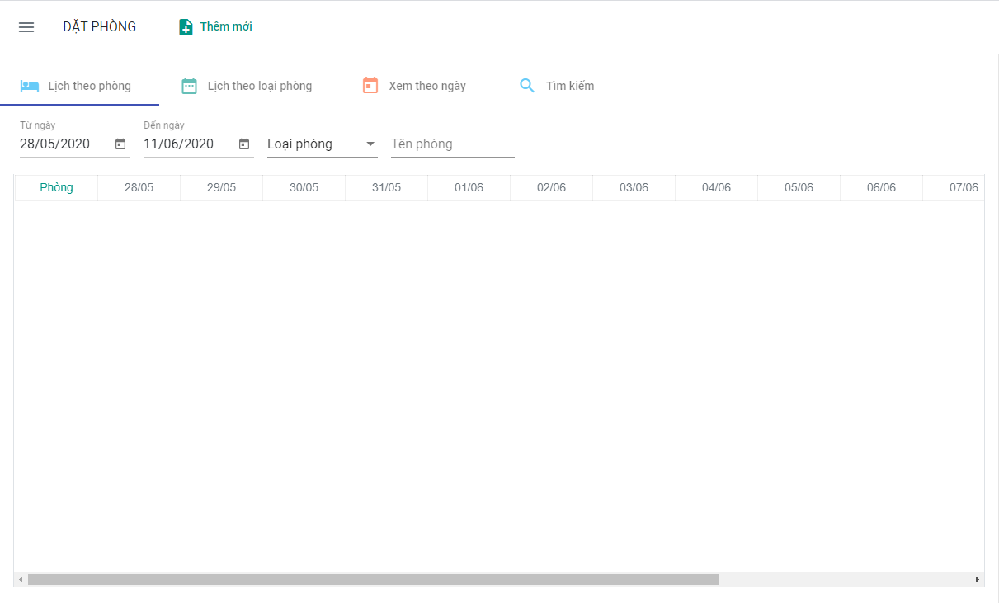 ĐẶT PHÒNG Thêm mới
Lịch theo phòng Lịch theo loại phòng Xem theo ngày Tìm kiếm
Từ ngày Đến ngày
28/05/2020 11/06/2020 Loại phòng Tên phòng
Phòng 28/05 29/05 30/05 31/05 01/06 02/06 03/06 04/06 05/06 06/06 07/06